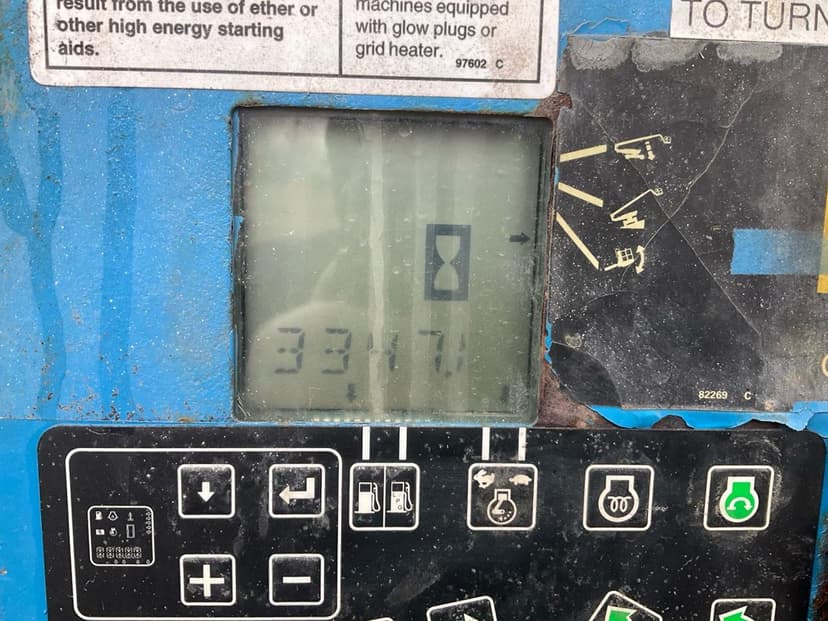 result from the use of ether or
other high energy starting
aids.
machines equipped
with glow plugs or
grid heater.
97602 C
TO TURN
3347.1
82269 C